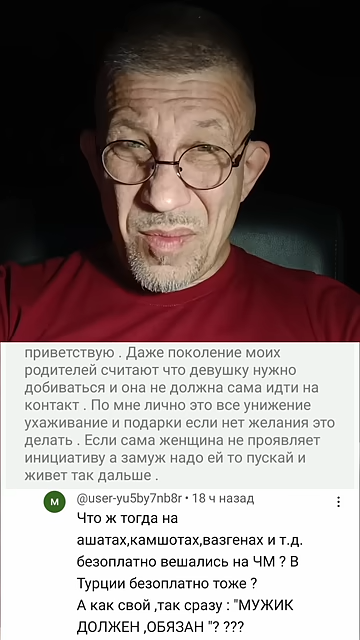 приветствую . Даже поколение моих
родителей считают что девушку нужно
добиваться и она не должна сама идти на
контакт . По мне лично это все унижение
ухаживание и подарки если нет желания это
делать . Если сама женщина не проявляет
инициативу а замуж надо ей то пускай и
живет так дальше .
М
@user-yu5by7nb8r • 18 ч назад
Что ж тогда на
ашатах,камшотах,вазгенах и т.д.
безоплатно вешались на ЧМ ? В
Турции безоплатно тоже ?
А как свой ,так сразу : "МУЖИК
ДОЛЖЕН ,ОБЯЗАН "? ???